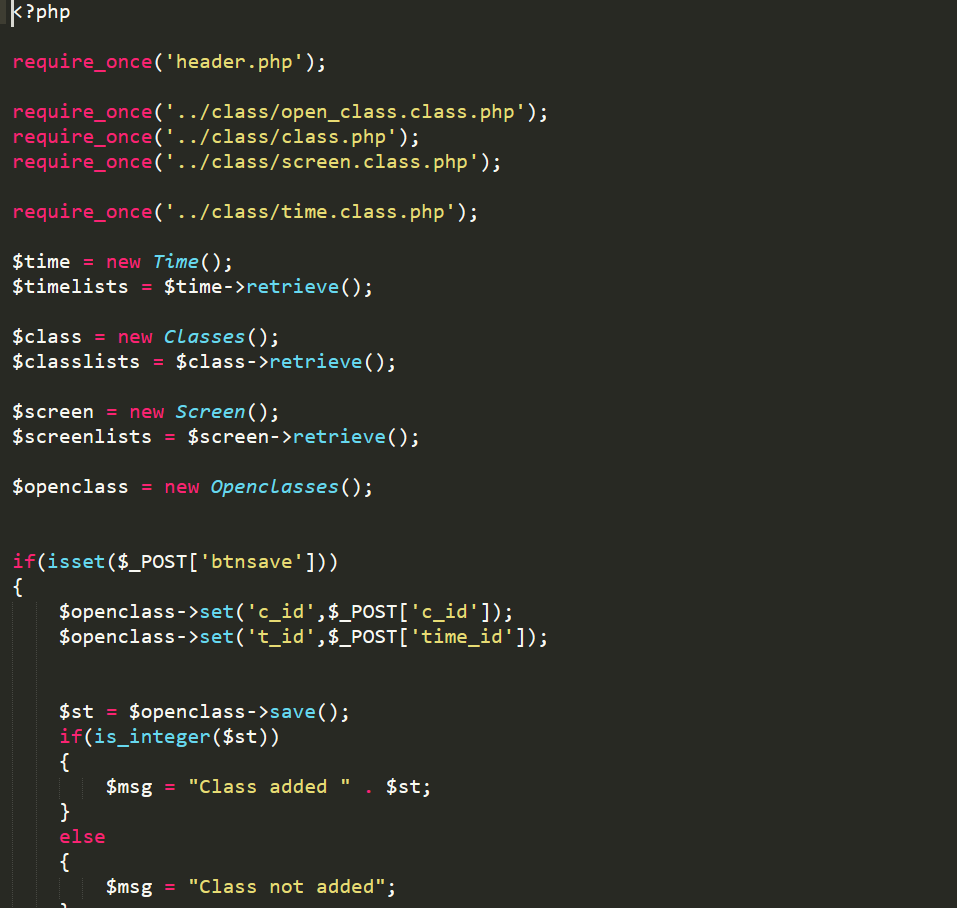 <?php
require_once('header.php');
require_once('../class/open_class.class.php');
require_once('../class/class.php');
require_once('../class/screen.class.php');
require_once('../class/time.class.php');
$time = new Time();
$timelists = $time->retrieve();
$class = new Classes();
$classlists = $class->retrieve();
$screen = new Screen();
$screenlists = $screen->retrieve();
$openclass = new Openclasses();
if(isset($_POST['btnsave']))
{
$openclass->set('c_id',$_POST['c_id']);
$openclass->set('t_id',$_POST['time_id']);
$st = $openclass->save();
if(is_integer($st))
{
$msg = "Class added " . $st;
}
else
{
$msg = "Class not added";
}